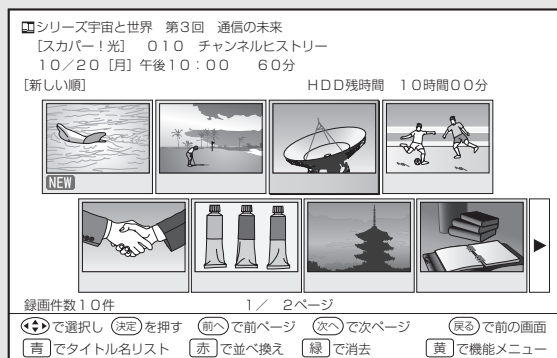 シリーズ宇宙と世界 第3回 通信の未来
[スカパー!光] 010 チャンネルヒストリー
10/20 [月] 午後10:00 60分
[新しい順] HDD残時間 10時間00分
NEW
録画件数10件 1/ 2ページ
で選択し 決定 を押す 前へ で前ページ 次へ で次ページ 戻る で前の画面
青 でタイトル名リスト 赤 で並べ換え 緑 で消去 黄 で機能メニュー